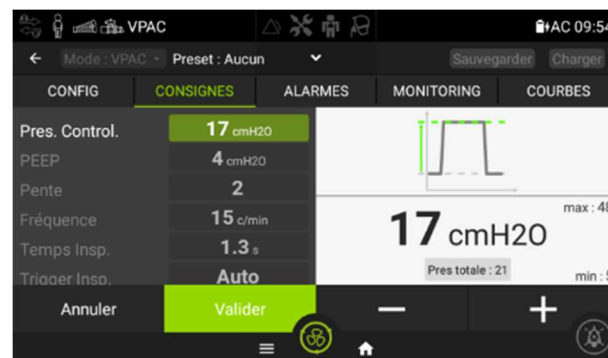 VPAC AC 09:54
Mode : VPAC Preset : Aucun Sauvegarder Charger
CONFIG CONSIGNES ALARMES MONITORING COURBES
Pres. Control. 17 cmH2O
PEEP 4 cmH2O
Pente 2
Fréquence 15 c/min
Temps Insp. 1.3 s
Trigger Insp. Auto
max : 48
17 cmH2O
Pres totale : 21
min : 5
Annuler Valider − +